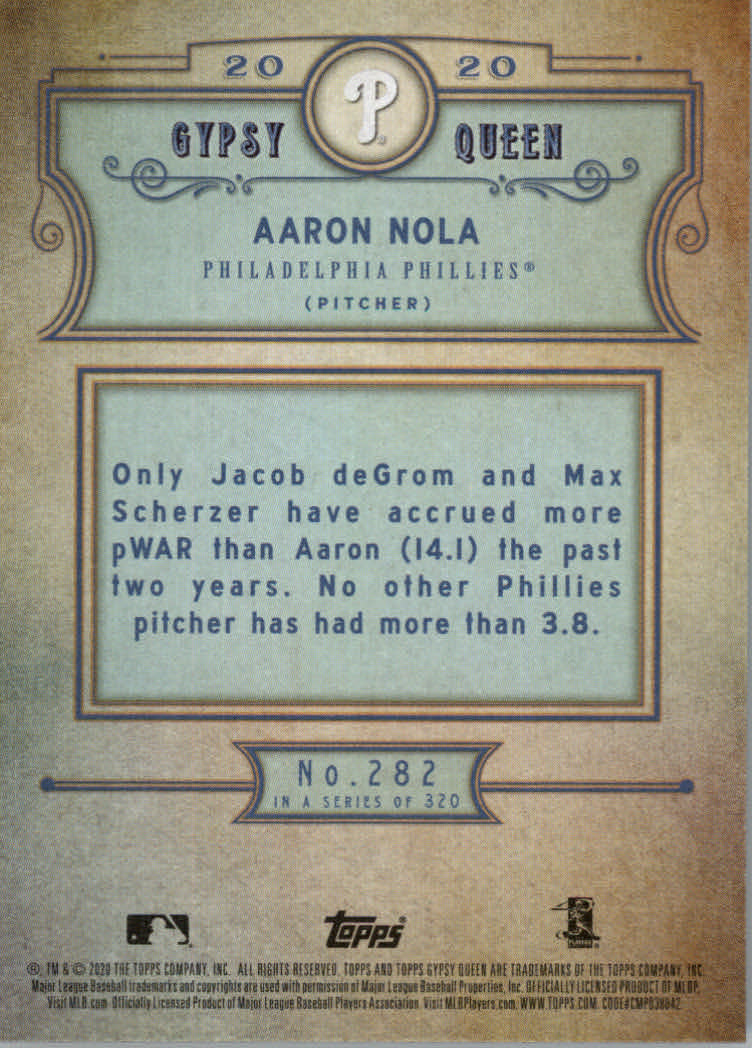 2020
P
GYPSY QUEEN
AARON NOLA
PHILADELPHIA PHILLIES®
(PITCHER)
Only Jacob deGrom and Max
Scherzer have accrued more
pWAR than Aaron (14.1) the past
two years. No other Phillies
pitcher has had more than 3.8.
No. 282
IN A SERIES OF 320
Topps®
PLAYERS
®, TM & © 2020 THE TOPPS COMPANY, INC. ALL RIGHTS RESERVED. TOPPS AND TOPPS GYPSY QUEEN ARE TRADEMARKS OF THE TOPPS COMPANY, INC.
Major League Baseball trademarks and copyrights are used with permission of Major League Baseball Properties, Inc. OFFICIALLY LICENSED PRODUCT OF MLBP.
Visit MLB.com. Officially Licensed Product of Major League Baseball Players Association. Visit MLBPlayers.com. WWW.TOPPS.COM. CODE#CMP038042